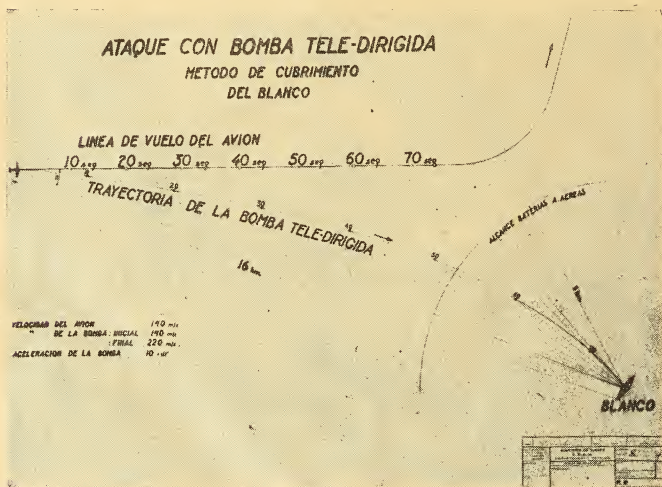 ATAQUE CON BOMBA TELE-DIRIGIDA
METODO DE CUBRIMIENTO
DEL BLANCO
LINEA DE VUELO DEL AVION
10 seg 20 seg 30 seg 40 seg 50 seg 60 seg 70 seg
TRAYECTORIA DE LA BOMBA TELE-DIRIGIDA
ALCANCE BATERIAS A. AEREAS
16 km.
VELOCIDAD DEL AVION 140 m/s
" DE LA BOMBA: INICIAL 140 m/s
: FINAL 220 m/s.
ACELERACION DE LA BOMBA 10
BLANCO